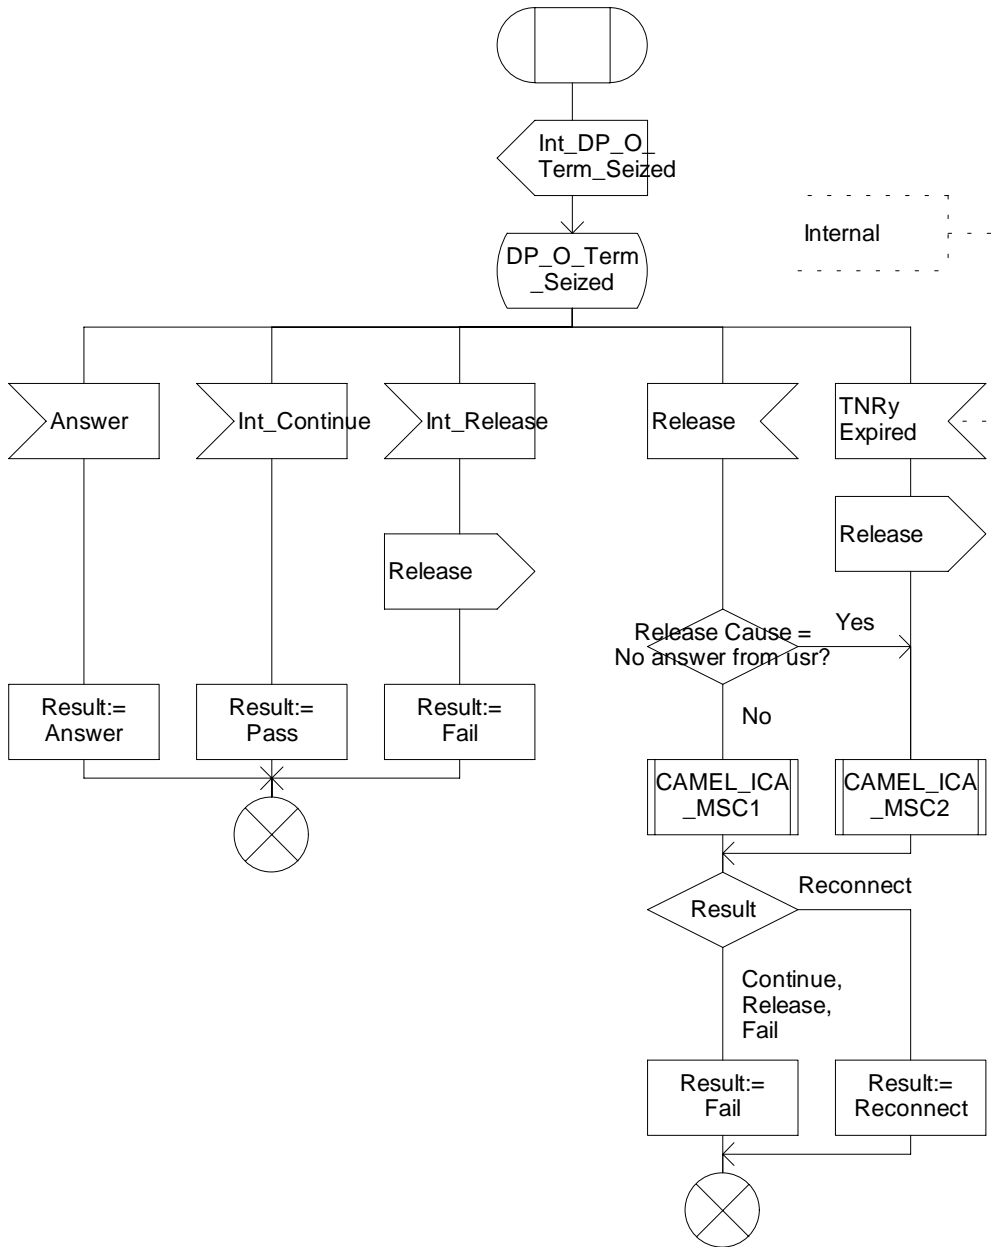 Int_DP_O_
Term_Seized
Internal
DP_O_Term
_Seized
Answer
Int_Continue
Int_Release
Release
TNRy
Expired
Release
Release
Release Cause =
No answer from usr?
Yes
No
Result:=
Answer
Result:=
Pass
Result:=
Fail
CAMEL_ICA
_MSC1
CAMEL_ICA
_MSC2
Reconnect
Result
Continue,
Release,
Fail
Result:=
Fail
Result:=
Reconnect